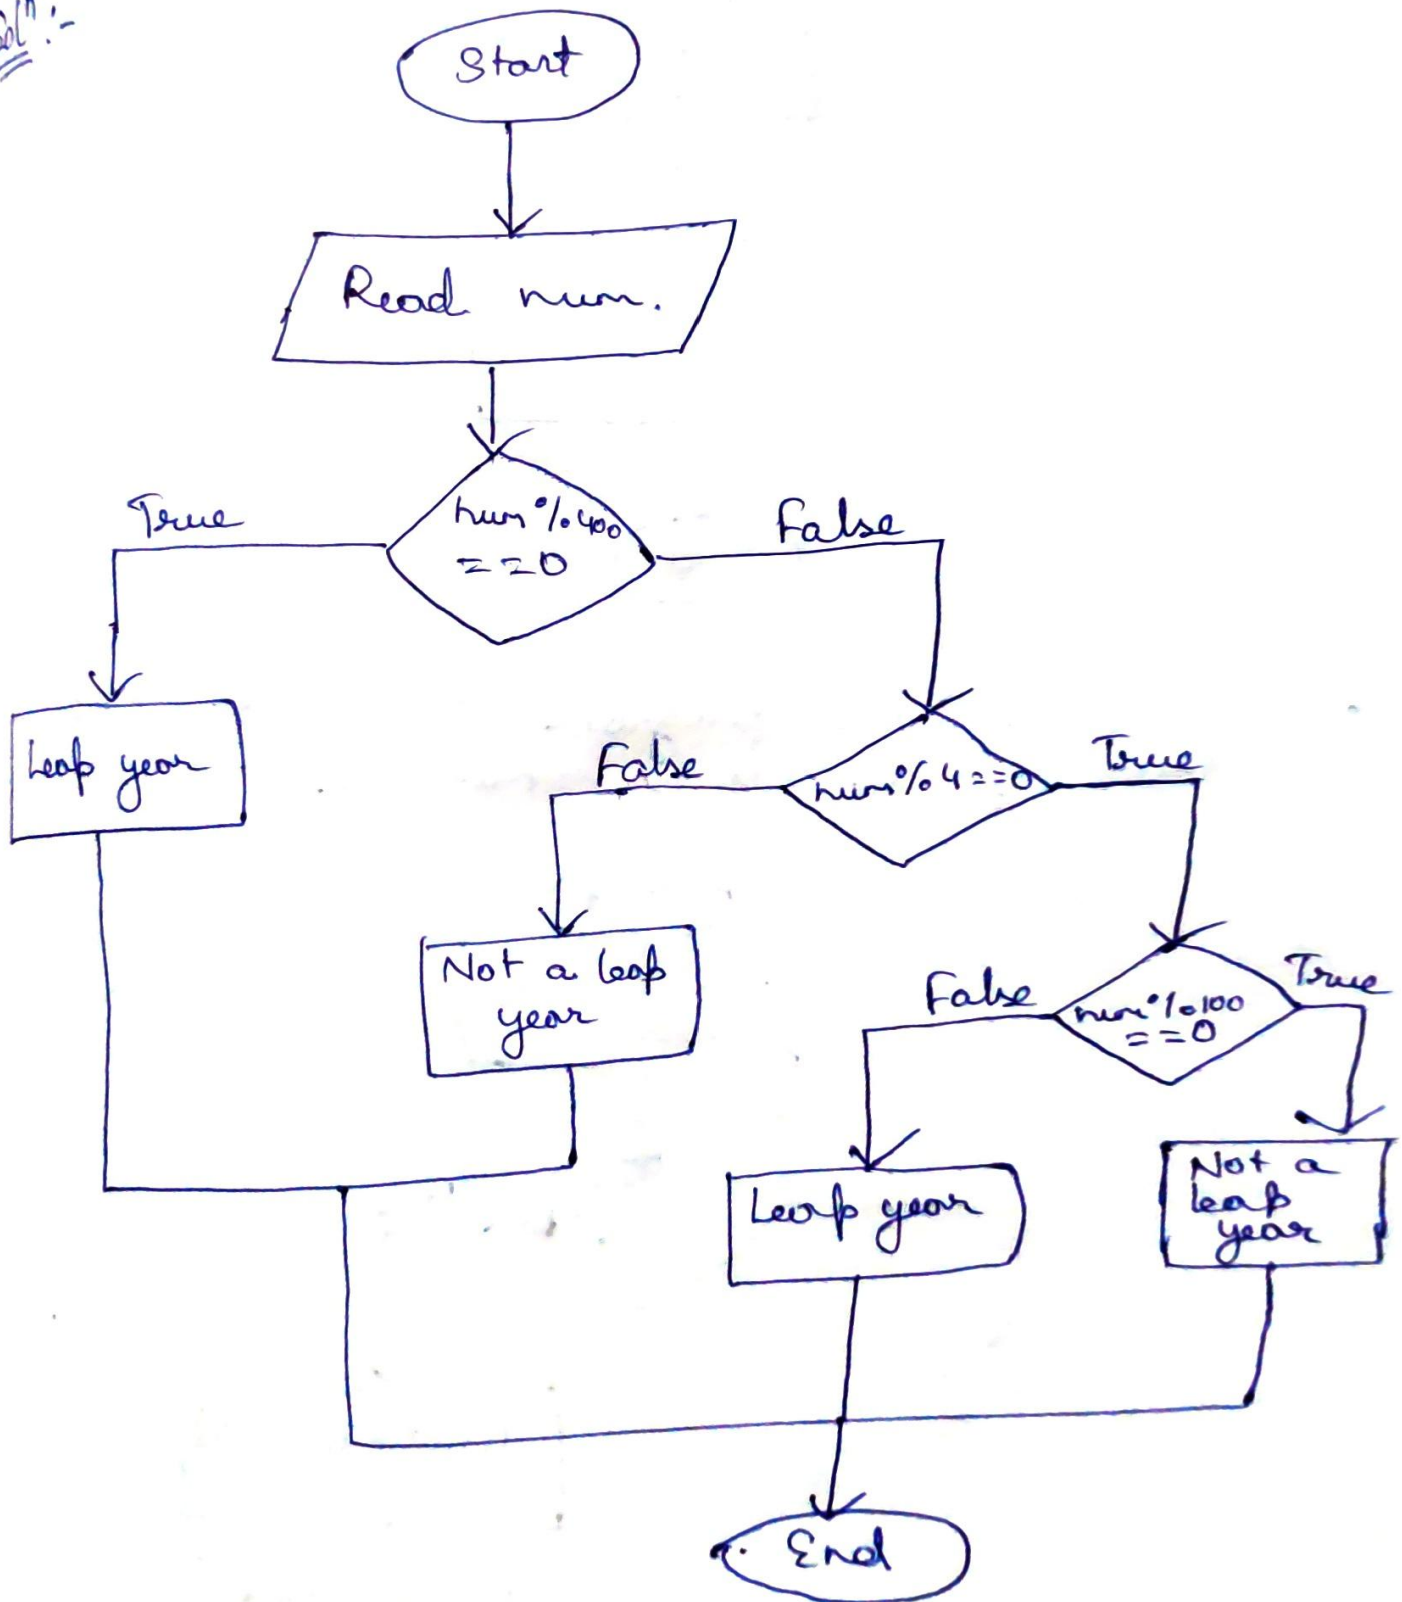 Solⁿ:-
Start
Read num.
num%400
==0
True
False
Leap year
num%4==0
False
True
Not a leap
year
num%100
==0
False
True
Leap year
Not a
leap
year
End